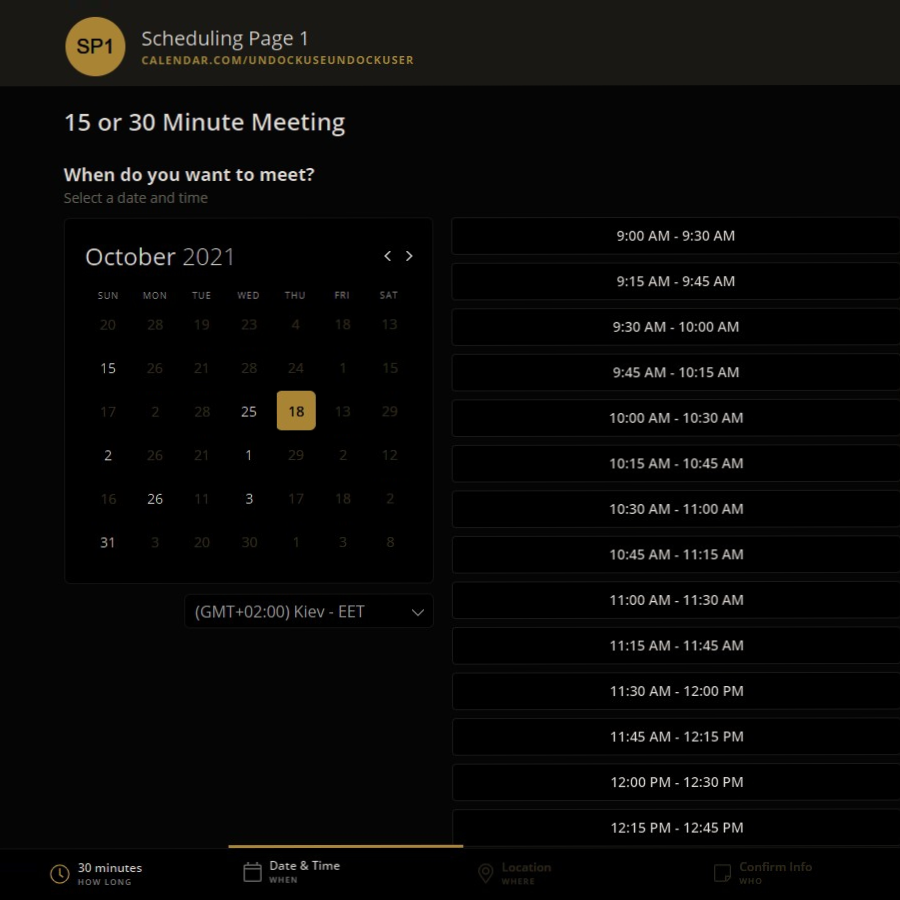 SP1
Scheduling Page 1
CALENDAR.COM/UNDOCKUSEUNDOCKUSER
15 or 30 Minute Meeting
When do you want to meet?
Select a date and time
October 2021
SUN MON TUE WED THU FRI SAT
20 28 19 23 4 18 13
15 26 21 28 24 1 15
17 2 28 25 18 13 29
2 26 21 1 29 2 12
16 26 11 3 17 18 2
31 3 20 30 1 3 8
(GMT+02:00) Kiev - EET
9:00 AM - 9:30 AM
9:15 AM - 9:45 AM
9:30 AM - 10:00 AM
9:45 AM - 10:15 AM
10:00 AM - 10:30 AM
10:15 AM - 10:45 AM
10:30 AM - 11:00 AM
10:45 AM - 11:15 AM
11:00 AM - 11:30 AM
11:15 AM - 11:45 AM
11:30 AM - 12:00 PM
11:45 AM - 12:15 PM
12:00 PM - 12:30 PM
12:15 PM - 12:45 PM
30 minutes
HOW LONG
Date & Time
WHEN
Location
WHERE
Confirm Info
WHO